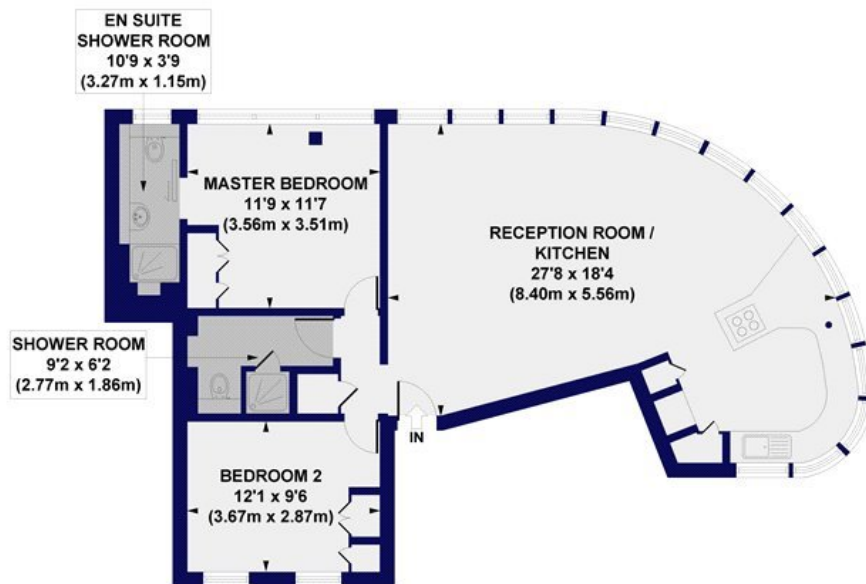 EN SUITE
SHOWER ROOM
10'9 x 3'9
(3.27m x 1.15m)
MASTER BEDROOM
11'9 x 11'7
(3.56m x 3.51m)
RECEPTION ROOM /
KITCHEN
27'8 x 18'4
(8.40m x 5.56m)
SHOWER ROOM
9'2 x 6'2
(2.77m x 1.86m)
IN
BEDROOM 2
12'1 x 9'6
(3.67m x 2.87m)